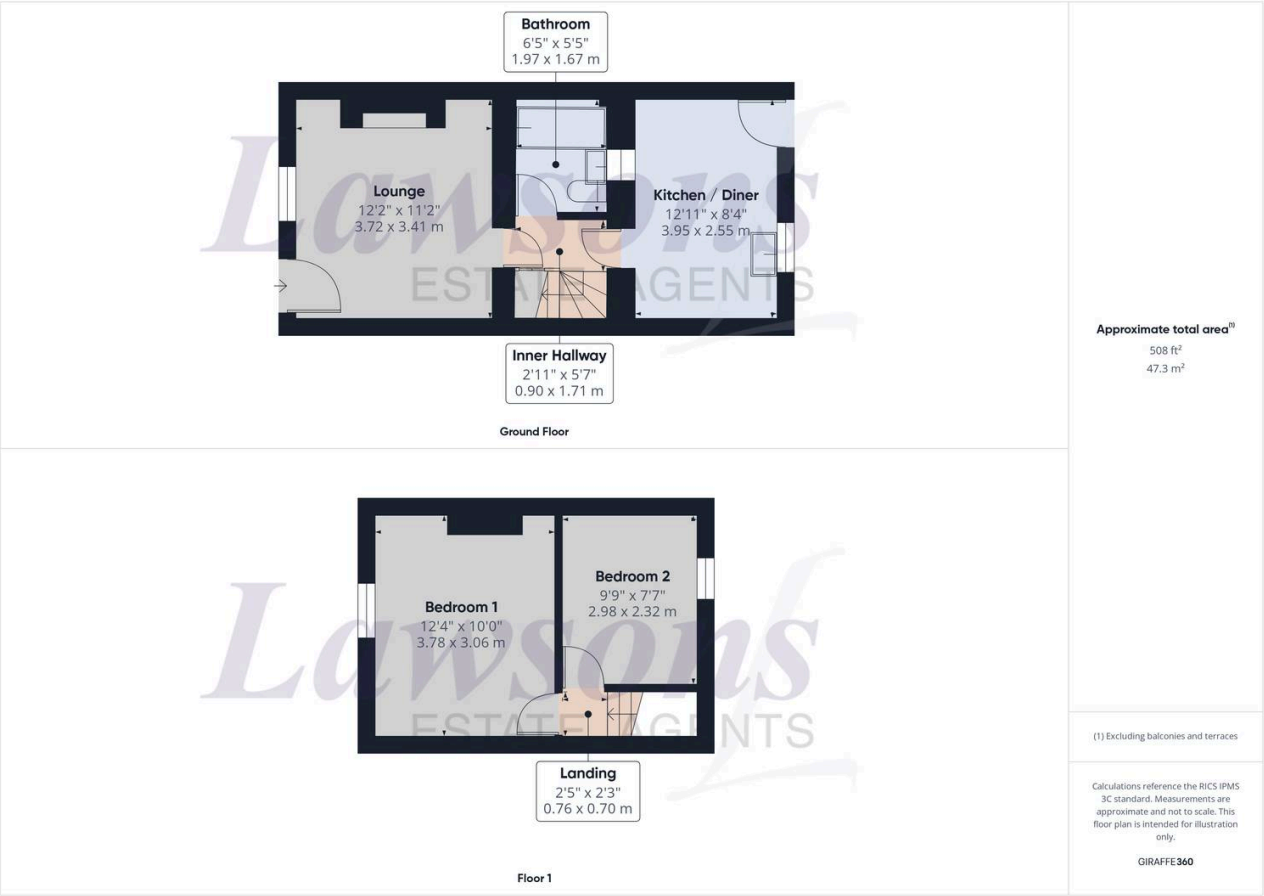 Bathroom
6'5" x 5'5"
1.97 x 1.67 m
Lounge
12'2" x 11'2"
3.72 x 3.41 m
Kitchen / Diner
12'11" x 8'4"
3.95 x 2.55 m
Lawsons
ESTATE AGENTS
Inner Hallway
2'11" x 5'7"
0.90 x 1.71 m
Ground Floor
Approximate total area(1)
508 ft²
47.3 m²
Bedroom 1
12'4" x 10'0"
3.78 x 3.06 m
Bedroom 2
9'9" x 7'7"
2.98 x 2.32 m
Lawsons
ESTATE AGENTS
Landing
2'5" x 2'3"
0.76 x 0.70 m
Floor 1
(1) Excluding balconies and terraces
Calculations reference the RICS IPMS
3C standard. Measurements are
approximate and not to scale. This
floor plan is intended for illustration
only.
GIRAFFE360